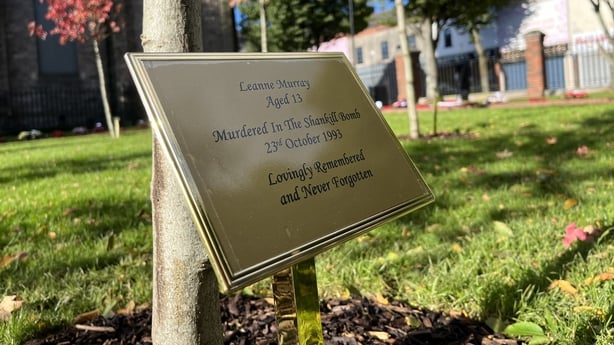 Leanne Murray
Aged 13
Murdered In The Shankill Bomb
23rd October 1993
Lovingly Remembered
and Never Forgotten